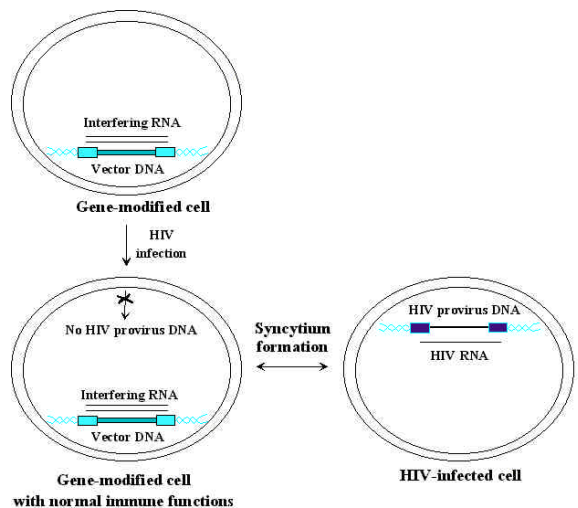 Interfering RNA
Vector DNA
Gene-modified cell
HIV
infection
No HIV provirus DNA
Interfering RNA
Vector DNA
Gene-modified cell
with normal immune functions
Syncytium
formation
HIV provirus DNA
HIV RNA
HIV-infected cell